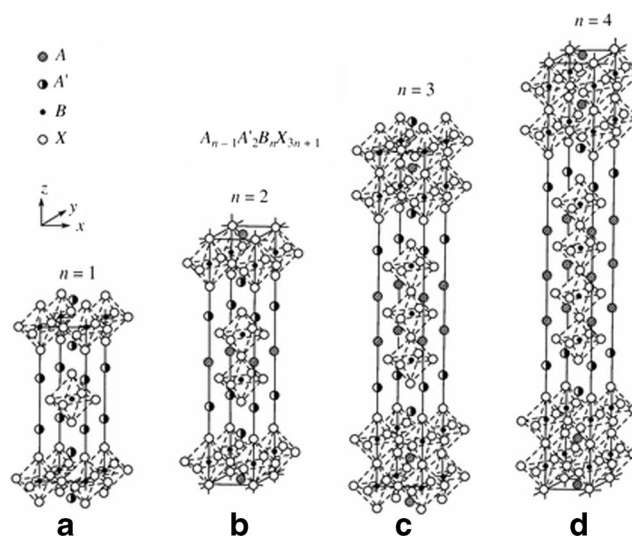 n = 4
A
A'
B
X
n = 3
A_{n – 1}A'_2B_nX_{3n + 1}
n = 2
z
y
x
n = 1
a
b
c
d